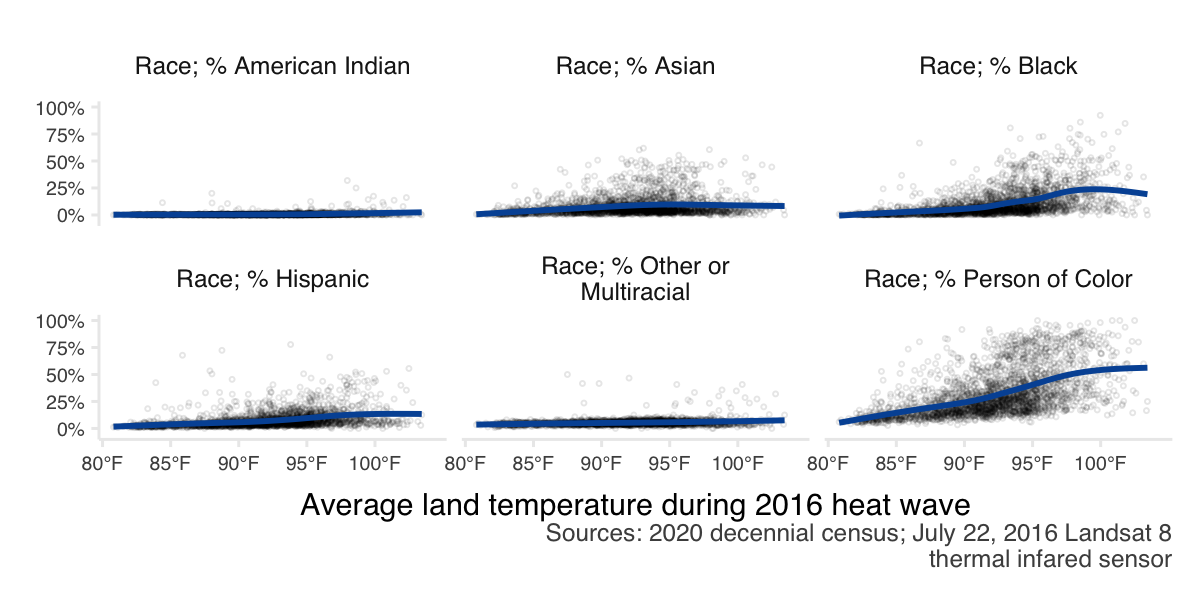 Race; % American Indian
Race; % Asian
Race; % Black
100%
75%
50%
25%
0%
Race; % Hispanic
Race; % Other or
Multiracial
Race; % Person of Color
100%
75%
50%
25%
0%
80°F 85°F 90°F 95°F 100°F
80°F 85°F 90°F 95°F 100°F
80°F 85°F 90°F 95°F 100°F
Average land temperature during 2016 heat wave
Sources: 2020 decennial census; July 22, 2016 Landsat 8
thermal infared sensor